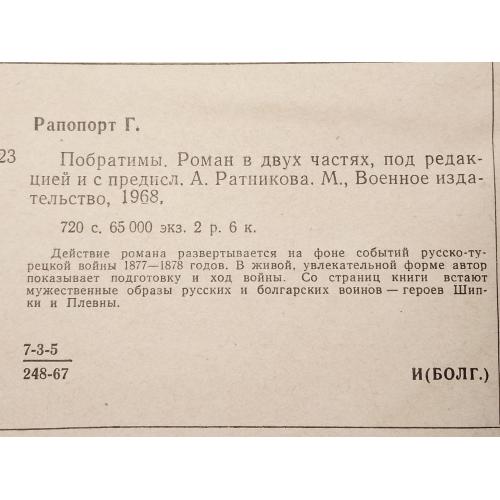 Рапопорт Г.
23 Побратимы. Роман в двух частях, под редак-
цией и с предисл. А. Ратникова. М., Военное изда-
тельство, 1968.
720 с. 65 000 экз. 2 р. 6 к.
Действие романа развертывается на фоне событий русско-ту-
рецкой войны 1877—1878 годов. В живой, увлекательной форме автор
показывает подготовку и ход войны. Со страниц книги встают
мужественные образы русских и болгарских воинов — героев Шип-
ки и Плевны.
7-3-5
248-67
И(БОЛГ.)